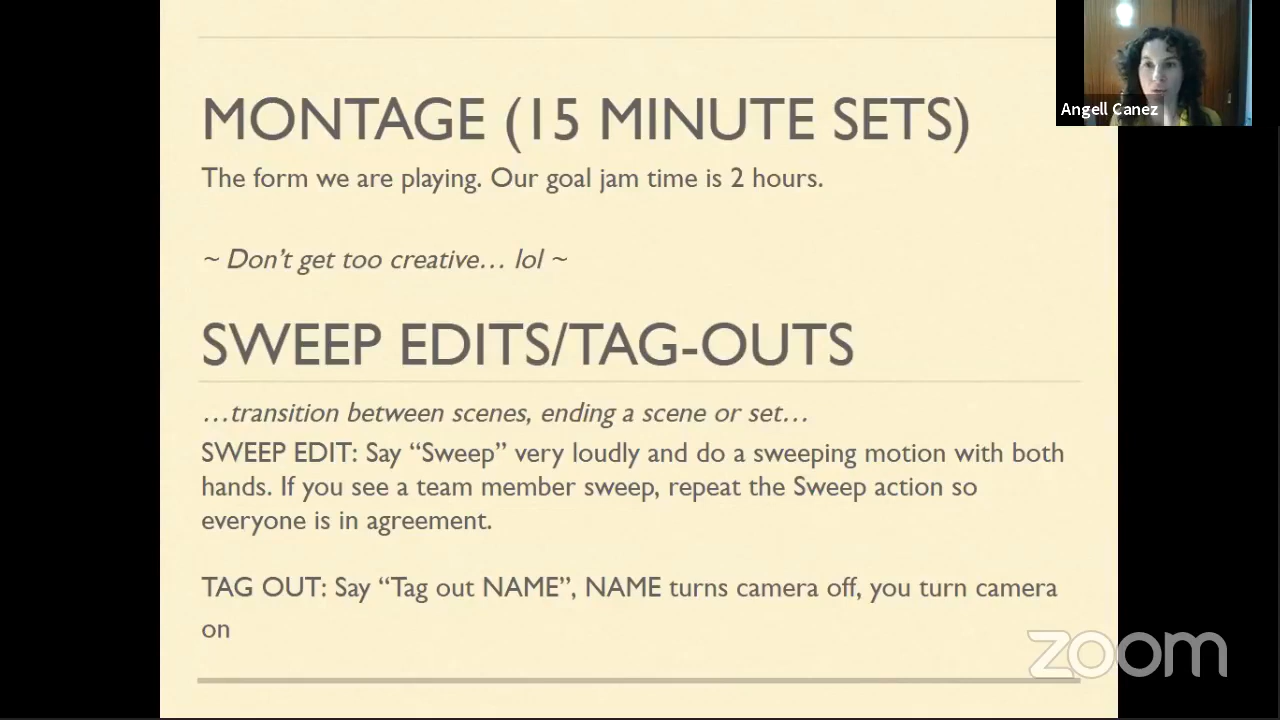 MONTAGE (15 MINUTE SETS)
The form we are playing. Our goal jam time is 2 hours.
~ Don’t get too creative… lol ~
SWEEP EDITS/TAG-OUTS
…transition between scenes, ending a scene or set…
SWEEP EDIT: Say “Sweep” very loudly and do a sweeping motion with both
hands. If you see a team member sweep, repeat the Sweep action so
everyone is in agreement.
TAG OUT: Say “Tag out NAME”, NAME turns camera off, you turn camera
on
Angell Canez
zoom